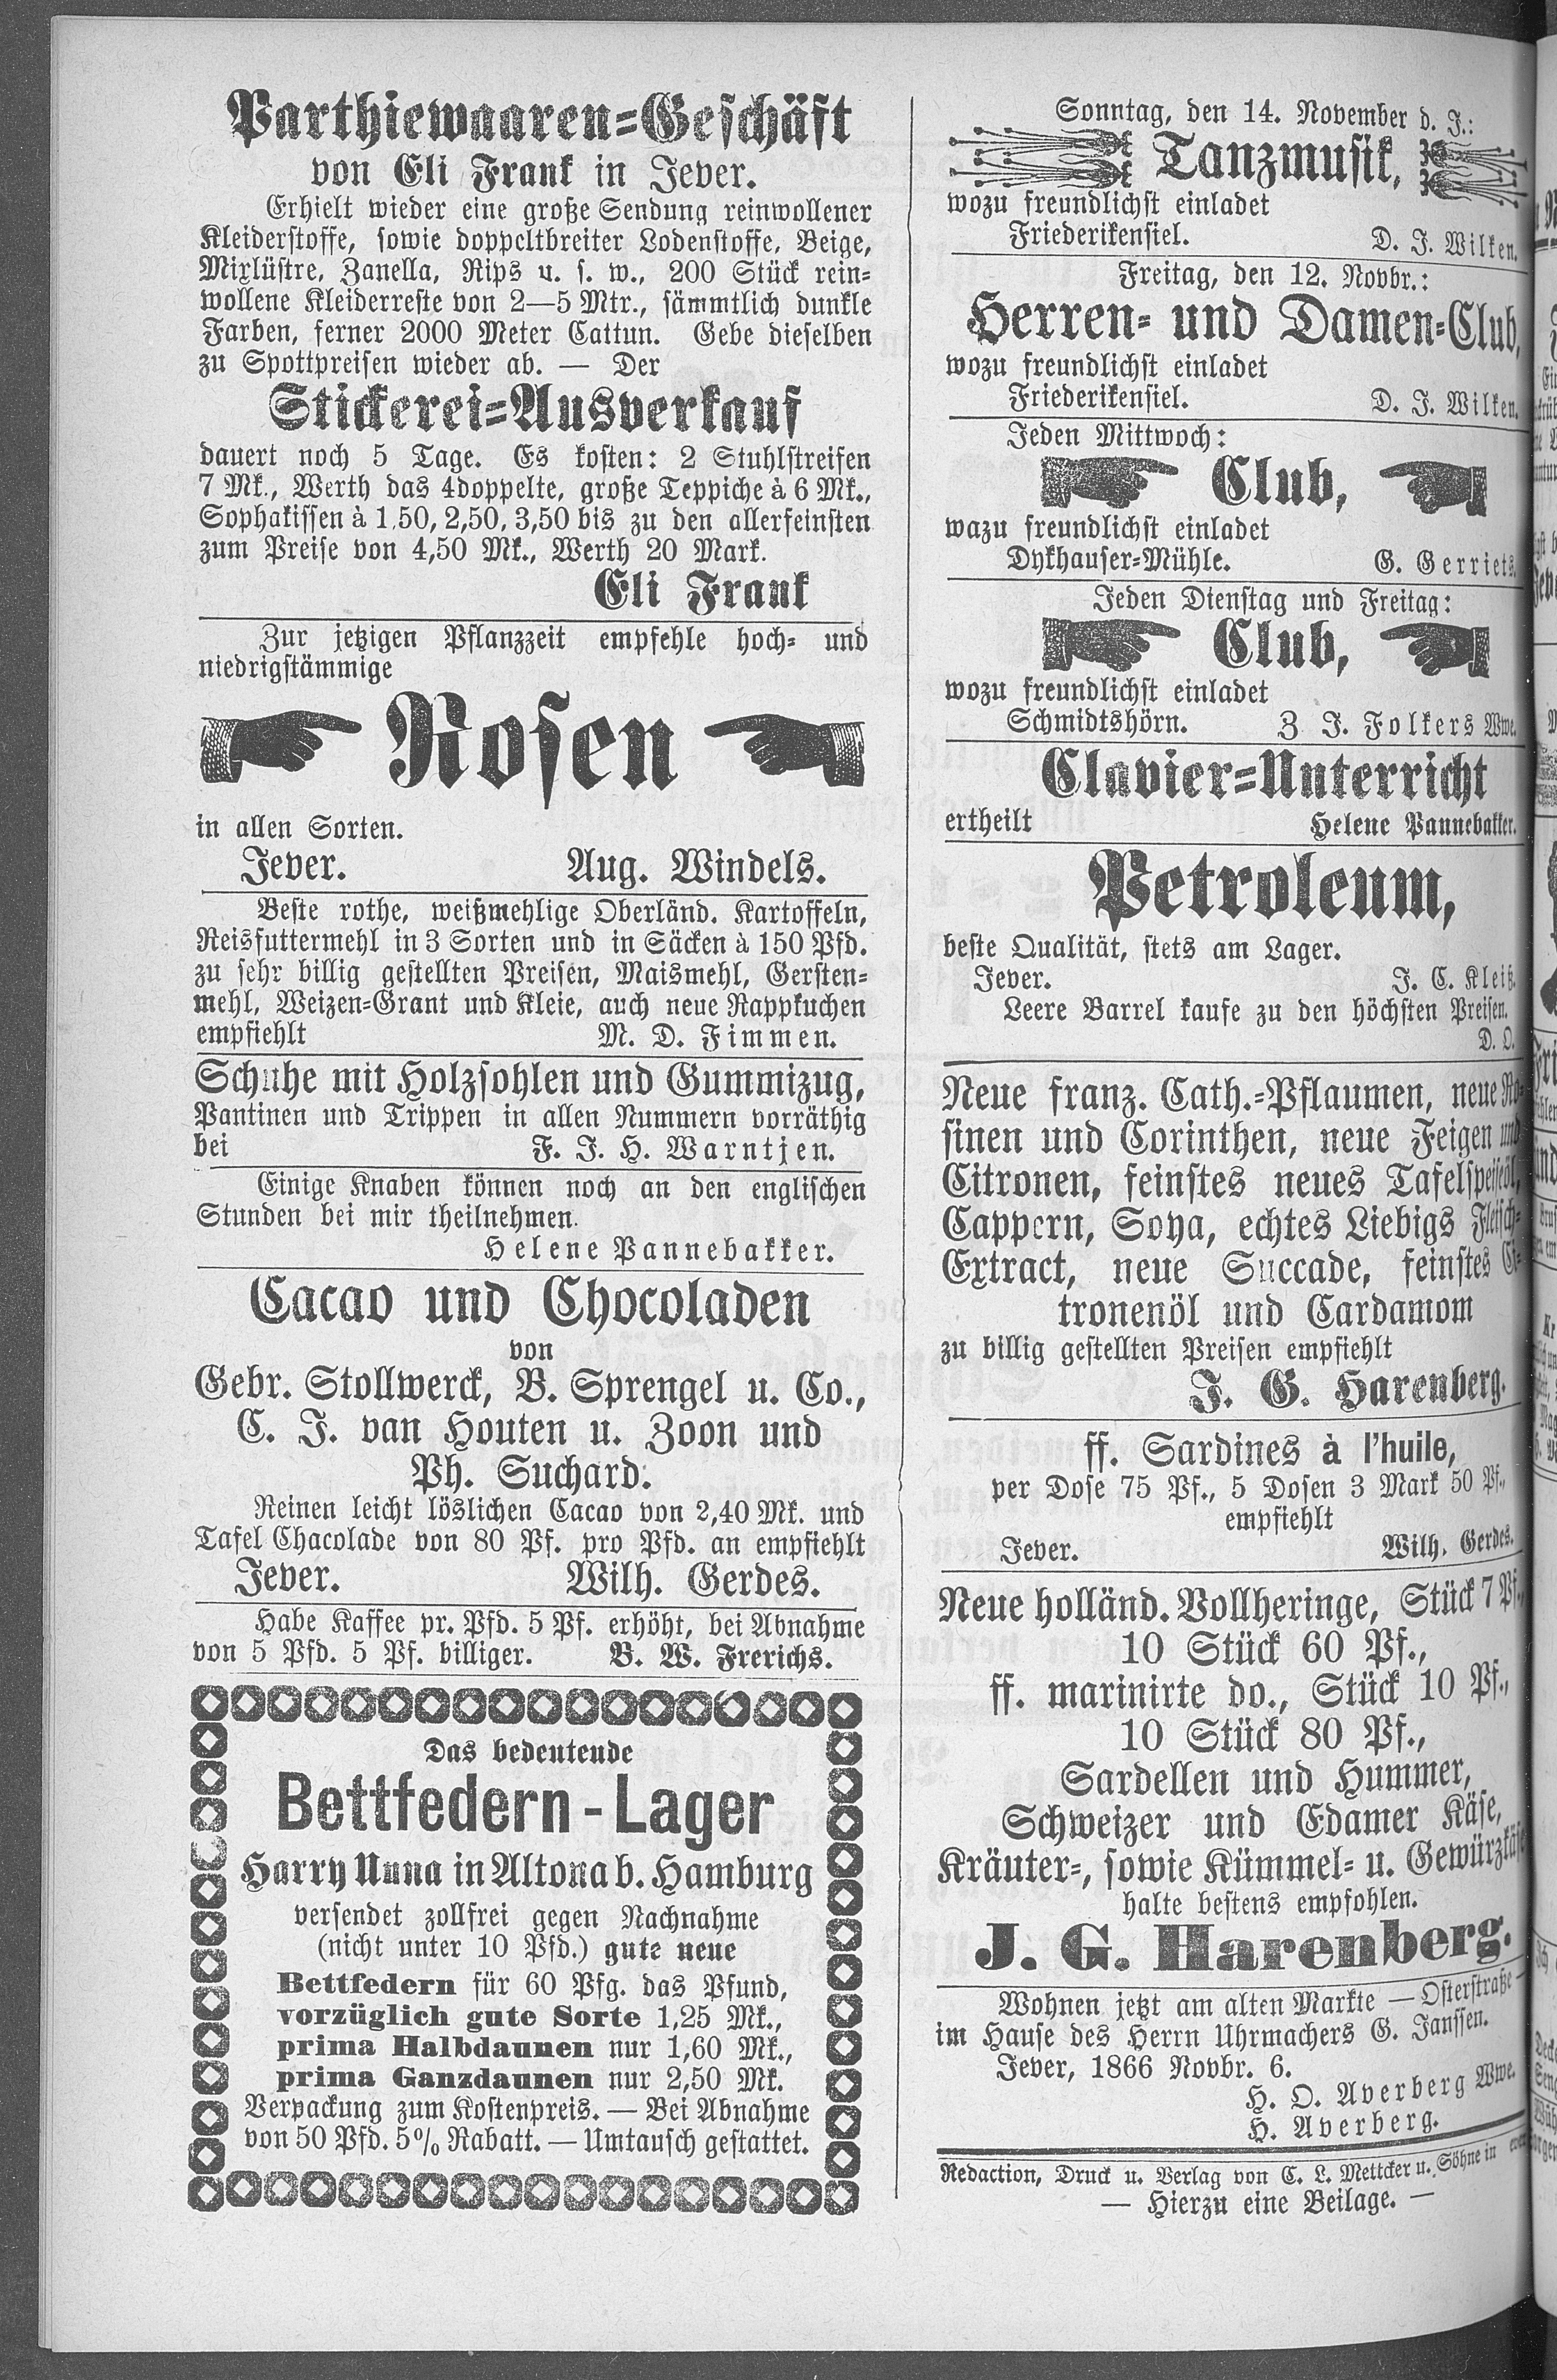 Parthiewaaren=Geschäft
von Eli Frank in Jever.
Erhielt wieder eine große Sendung reinwollener
Kleiderstoffe, sowie doppeltbreiter Lodenstoffe, Beige,
Mixlüstre, Zanella, Rips u. s. w., 200 Stück rein=
wollene Kleiderreste von 2—5 Mtr., sämmtlich dunkle
Farben, ferner 2000 Meter Cattun. Gebe dieselben
zu Spottpreisen wieder ab. — Der
Stickerei=Ausverkauf
dauert noch 5 Tage. Es kosten: 2 Stuhlstreifen
7 Mk., Werth das 4doppelte, große Teppiche à 6 Mk.,
Sophakissen à 1,50, 2,50, 3,50 bis zu den allerfeinsten
zum Preise von 4,50 Mk., Werth 20 Mark.
Eli Frank
Zur jetzigen Pflanzzeit empfehle hoch= und
niedrigstämmige
Rosen
in allen Sorten.
Jever. Aug. Windels.
Beste rothe, weißmehlige Oberländ. Kartoffeln,
Reisfuttermehl in 3 Sorten und in Säcken à 150 Pfd.
zu sehr billig gestellten Preisen, Maismehl, Gersten=
mehl, Weizen=Grant und Kleie, auch neue Rappkuchen
empfiehlt M. D. Fimmen.
Schuhe mit Holzsohlen und Gummizug,
Pantinen und Trippen in allen Nummern vorräthig
bei F. J. H. Warntjen.
Einige Knaben können noch an den englischen
Stunden bei mir theilnehmen.
Helene Pannebakker.
Cacao und Chocoladen
von
Gebr. Stollwerck, B. Sprengel u. Co.,
C. J. van Houten u. Zoon und
Ph. Suchard.
Reinen leicht löslichen Cacao von 2,40 Mk. und
Tafel Chacolade von 80 Pf. pro Pfd. an empfiehlt
Jever. Wilh. Gerdes.
Habe Kaffee pr. Pfd. 5 Pf. erhöht, bei Abnahme
von 5 Pfd. 5 Pf. billiger. B. W. Frerichs.
Das bedeutende
Bettfedern-Lager
Harry Unna in Altona b. Hamburg
versendet zollfrei gegen Nachnahme
(nicht unter 10 Pfd.) gute neue
Bettfedern für 60 Pfg. das Pfund,
vorzüglich gute Sorte 1,25 Mk.,
prima Halbdaunen nur 1,60 Mk.,
prima Ganzdaunen nur 2,50 Mk.
Verpackung zum Kostenpreis. — Bei Abnahme
von 50 Pfd. 5% Rabatt. — Umtausch gestattet.
Sonntag, den 14. November d. J.:
Tanzmusik,
wozu freundlichst einladet
Friederikensiel. D. J. Wilken.
Freitag, den 12. Novbr.:
Herren= und Damen=Club,
wozu freundlichst einladet
Friederikensiel. D. J. Wilken.
Jeden Mittwoch:
Club,
wazu freundlichst einladet
Dykhauser=Mühle. G. Gerriets.
Jeden Dienstag und Freitag:
Club,
wozu freundlichst einladet
Schmidtshörn. Z J. Folkers Wwe.
Clavier=Unterricht
ertheilt Helene Pannebakker.
Petroleum,
beste Qualität, stets am Lager.
Jever. J. C. Kleiß.
Leere Barrel kaufe zu den höchsten Preisen.
D. O.
Neue franz. Cath.=Pflaumen, neue Ro=
sinen und Corinthen, neue Feigen und
Citronen, feinstes neues Tafelspeiseöl,
Cappern, Soya, echtes Liebigs Fleisch=
Extract, neue Succade, feinstes Ci=
tronenöl und Cardamom
zu billig gestellten Preisen empfiehlt
J. G. Harenberg.
ff. Sardines à l'huile,
per Dose 75 Pf., 5 Dosen 3 Mark 50 Pf.,
empfiehlt
Jever. Wilh. Gerdes.
Neue holländ. Vollheringe, Stück 7 Pf.,
10 Stück 60 Pf.,
ff. marinirte do., Stück 10 Pf.,
10 Stück 80 Pf.,
Sardellen und Hummer,
Schweizer und Edamer Käse,
Kräuter=, sowie Kümmel= u. Gewürzkäse
halte bestens empfohlen.
J. G. Harenberg.
Wohnen jetzt am alten Markte — Osterstraße —
im Hause des Herrn Uhrmachers G. Janssen.
Jever, 1866 Novbr. 6.
H. O. Averberg Wwe.
H. Averberg.
Redaction, Druck u. Verlag von C. L. Mettcker u. Söhne in
— Hierzu eine Beilage. —